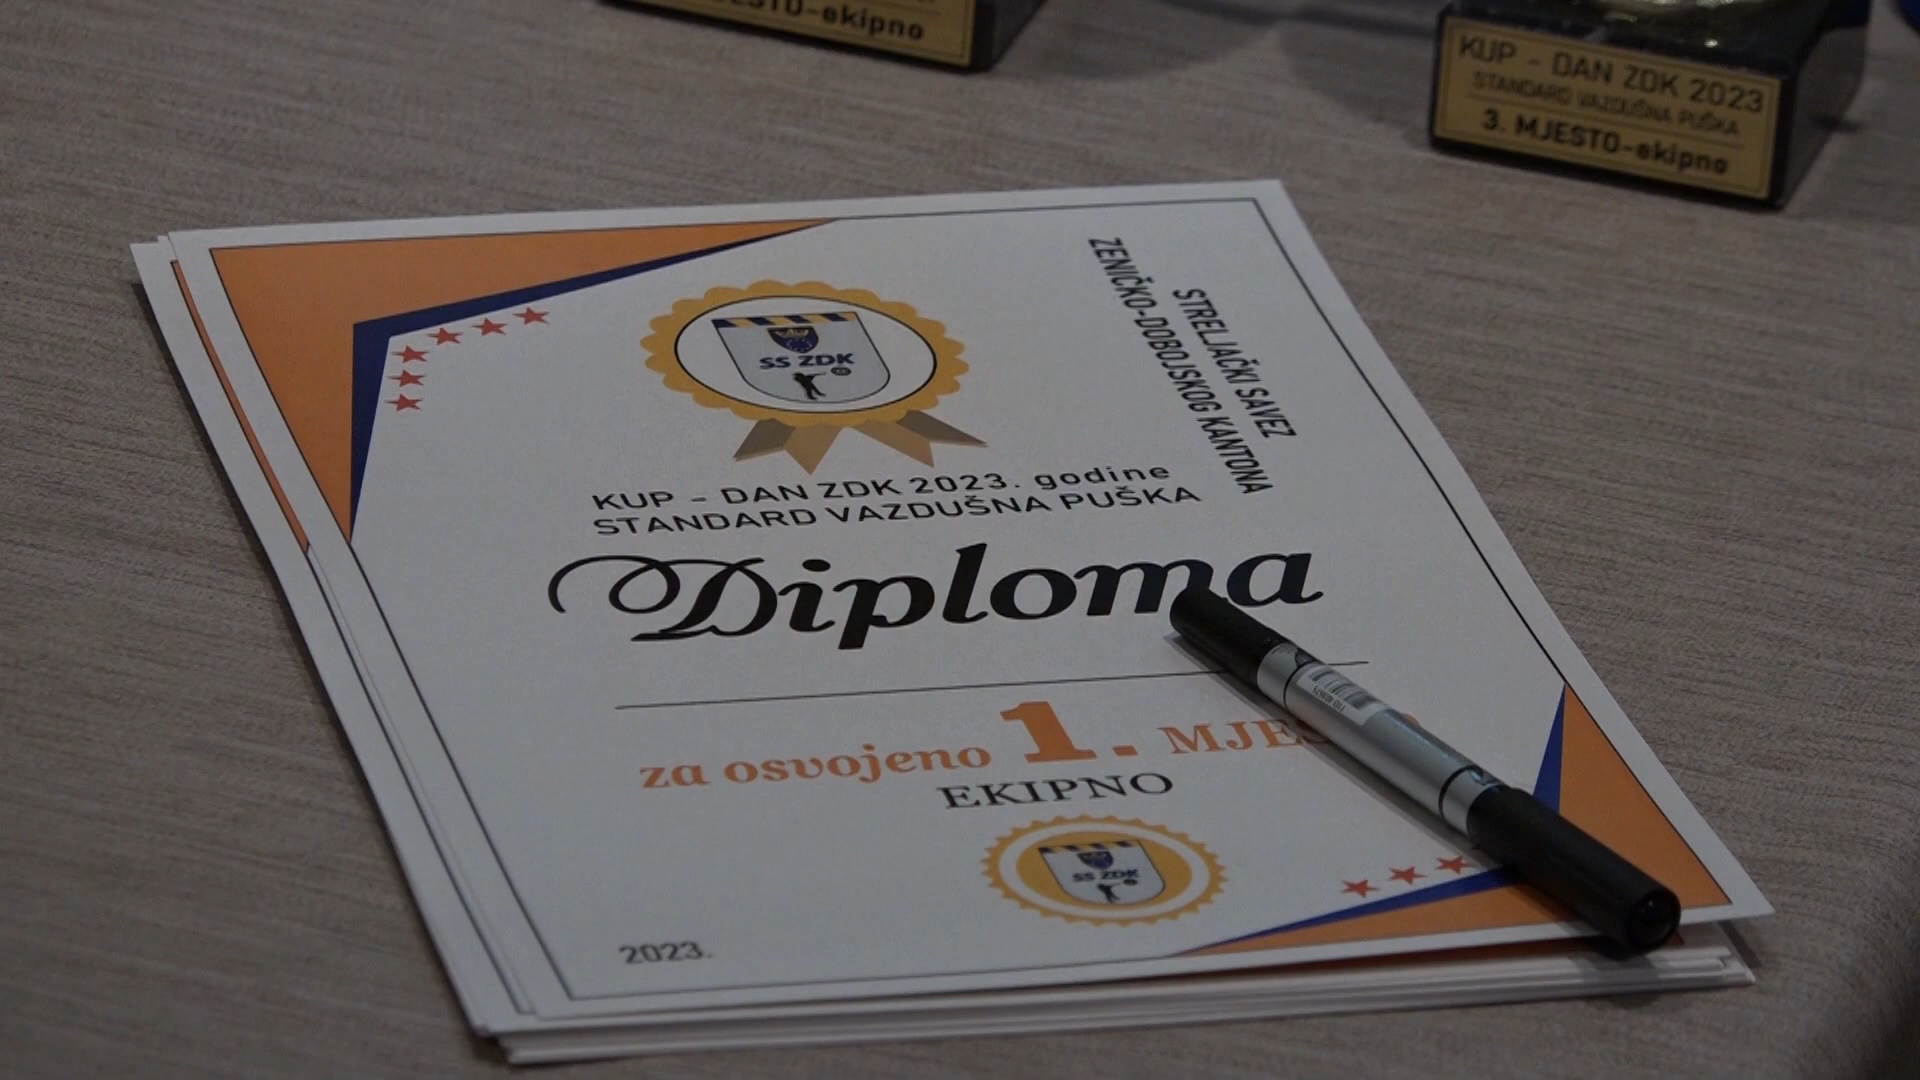 MJESTO-ekipno
KUP - DAN ZDK 2023
STANDARD VAZDUŠNA PUŠKA
3. MJESTO-ekipno
STRELJAČKI SAVEZ
ZENIČKO-DOBOJSKOG KANTONA
SS ZDK
KUP - DAN ZDK 2023. godine
STANDARD VAZDUŠNA PUŠKA
Diploma
za osvojeno 1. MJES
EKIPNO
SS ZDK
2023.